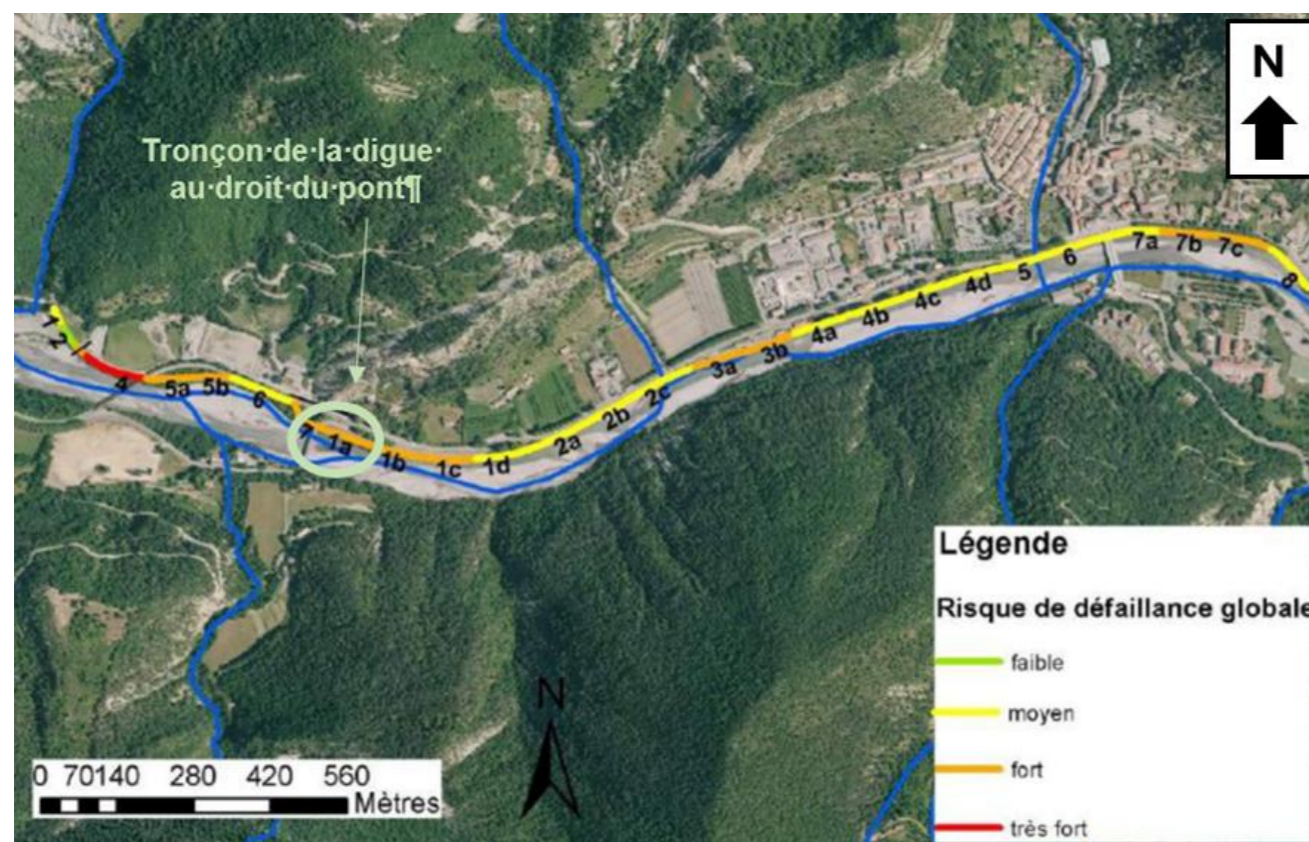 N
Tronçon·de·la·digue·
au·droit·du·pont¶
1
2
4
5a
5b
6
7
1a
1b
1c
1d
2a
2b
2c
3a
3b
4a
4b
4c
4d
5
6
7a
7b
7c
8
Légende
Risque de défaillance globale
faible
moyen
fort
très fort
N
0 70140 280 420 560
Mètres